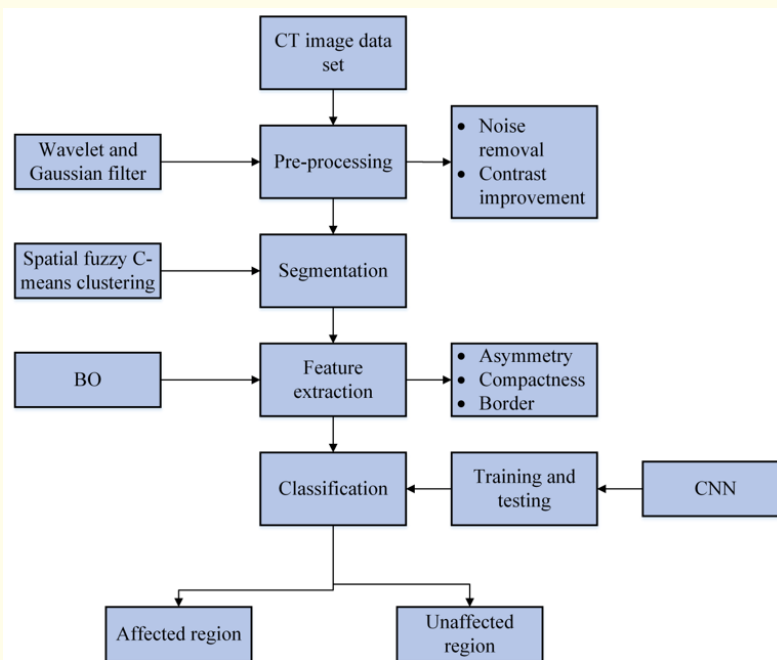 CT image data
set
Wavelet and
Gaussian filter
Pre-processing
• Noise
removal
• Contrast
improvement
Spatial fuzzy C-
means clustering
Segmentation
BO
Feature
extraction
• Asymmetry
• Compactness
• Border
Classification
Training and
testing
CNN
Affected region
Unaffected
region